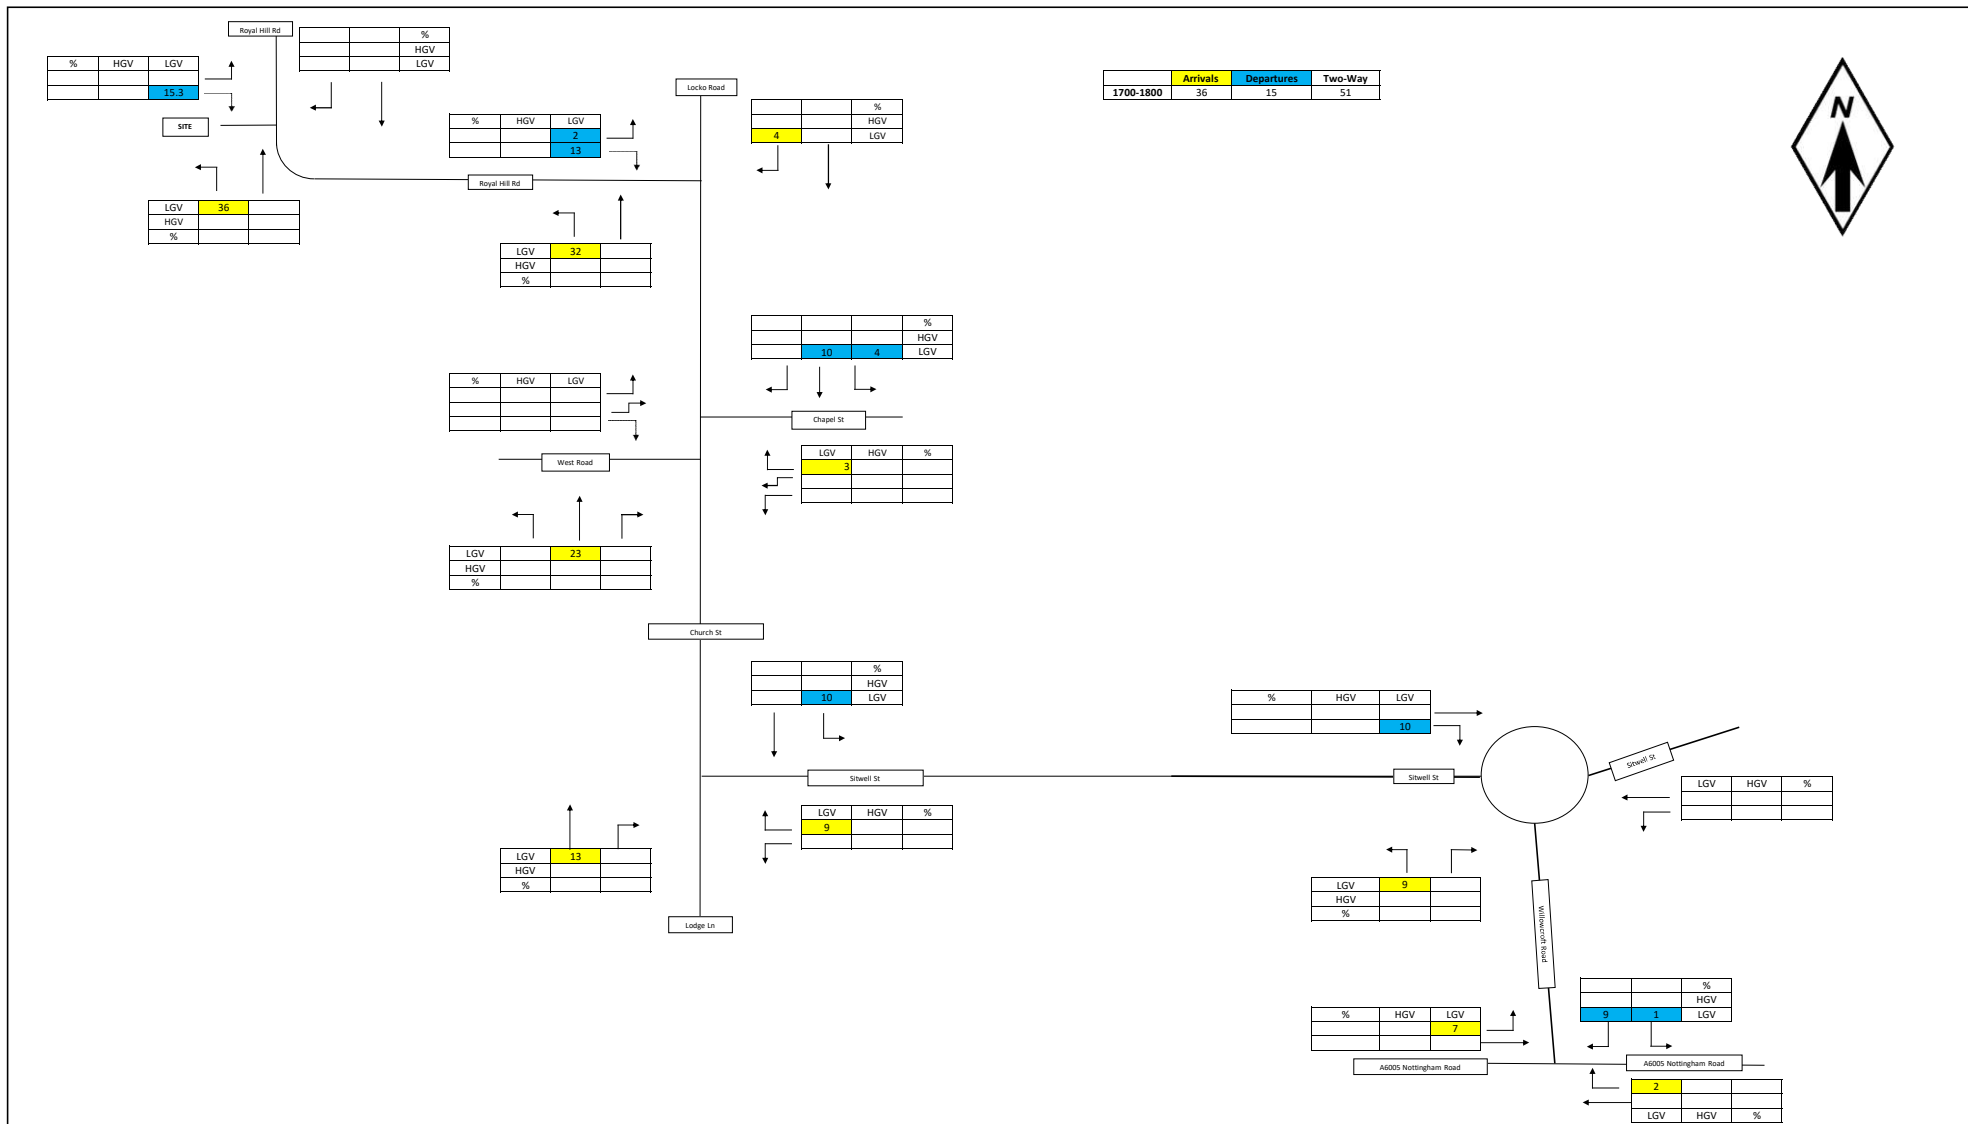 Royal Hill Rd
%
HGV
LGV
% HGV LGV
15.3
SITE
LGV 36
HGV
%
Locko Road
%
HGV
4 LGV
% HGV LGV
2
13
Royal Hill Rd
LGV 32
HGV
%
Arrivals Departures Two-Way
1700-1800 36 15 51
N
%
HGV
10 4 LGV
% HGV LGV
Chapel St
West Road
LGV HGV %
3
LGV 23
HGV
%
Church St
%
HGV
10 LGV
Sitwell St
LGV HGV %
9
LGV 13
HGV
%
Lodge Ln
% HGV LGV
10
Sitwell St
Sitwell St
LGV HGV %
LGV 9
HGV
%
Willowcroft Road
% HGV LGV
7
%
HGV
9 1 LGV
A6005 Nottingham Road
A6005 Nottingham Road
2
LGV HGV %